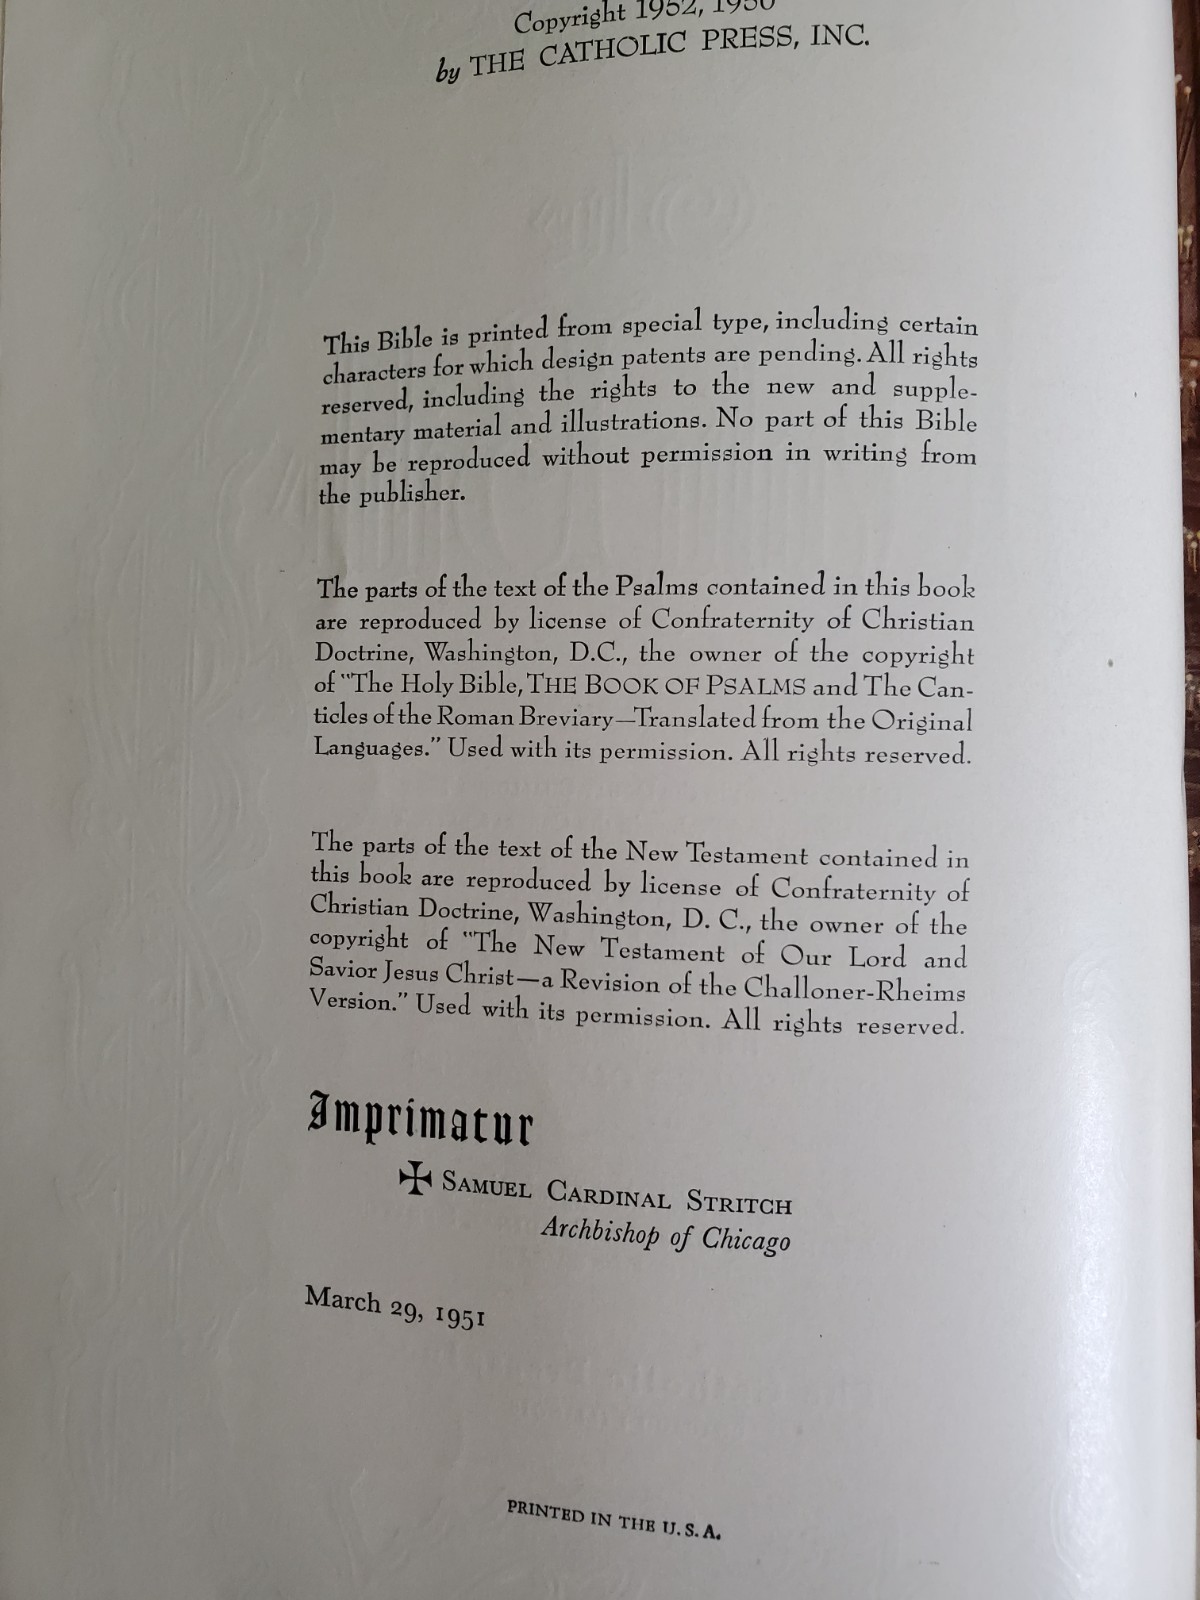 Copyright 1952, 1950
by THE CATHOLIC PRESS, INC.
This Bible is printed from special type, including certain
characters for which design patents are pending. All rights
reserved, including the rights to the new and supple-
mentary material and illustrations. No part of this Bible
may be reproduced without permission in writing from
the publisher.
The parts of the text of the Psalms contained in this book
are reproduced by license of Confraternity of Christian
Doctrine, Washington, D.C., the owner of the copyright
of "The Holy Bible, THE BOOK OF PSALMS and The Can-
ticles of the Roman Breviary—Translated from the Original
Languages." Used with its permission. All rights reserved.
The parts of the text of the New Testament contained in
this book are reproduced by license of Confraternity of
Christian Doctrine, Washington, D. C., the owner of the
copyright of "The New Testament of Our Lord and
Savior Jesus Christ—a Revision of the Challoner-Rheims
Version." Used with its permission. All rights reserved.
Imprimatur
✠ SAMUEL CARDINAL STRITCH
Archbishop of Chicago
March 29, 1951
PRINTED IN THE U. S. A.